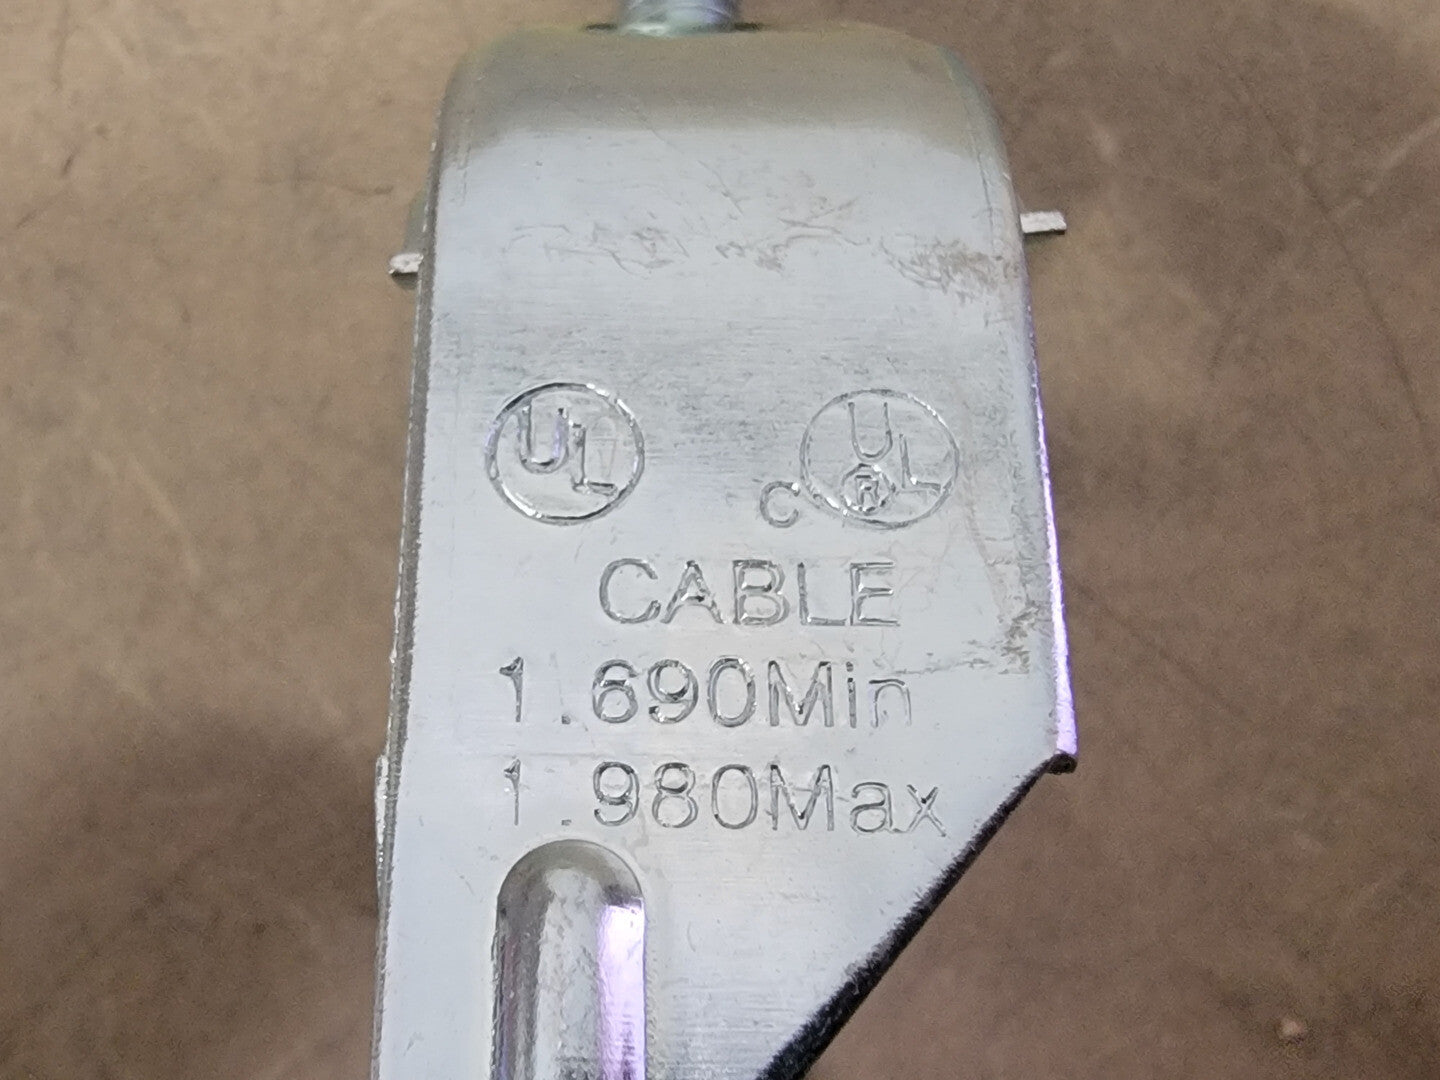 UL c UL ®
CABLE
1.690Min
1.980Max